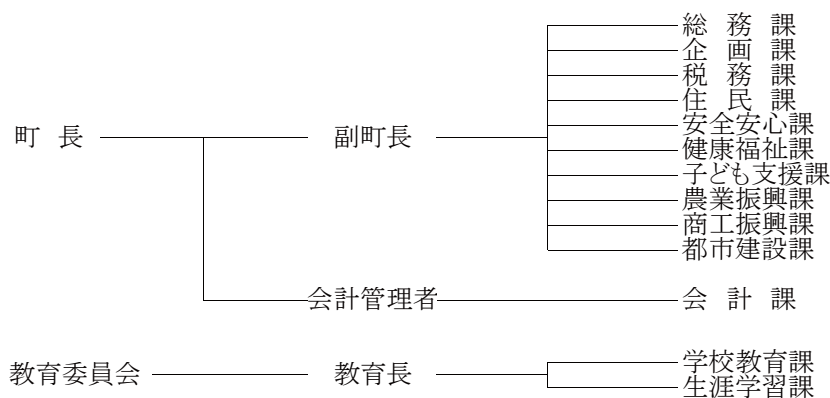 総務課
企画課
税務課
住民課
安全安心課
町長 副町長
健康福祉課
子ども支援課
農業振興課
商工振興課
都市建設課
会計管理者 会計課
学校教育課
教育委員会 教育長
生涯学習課